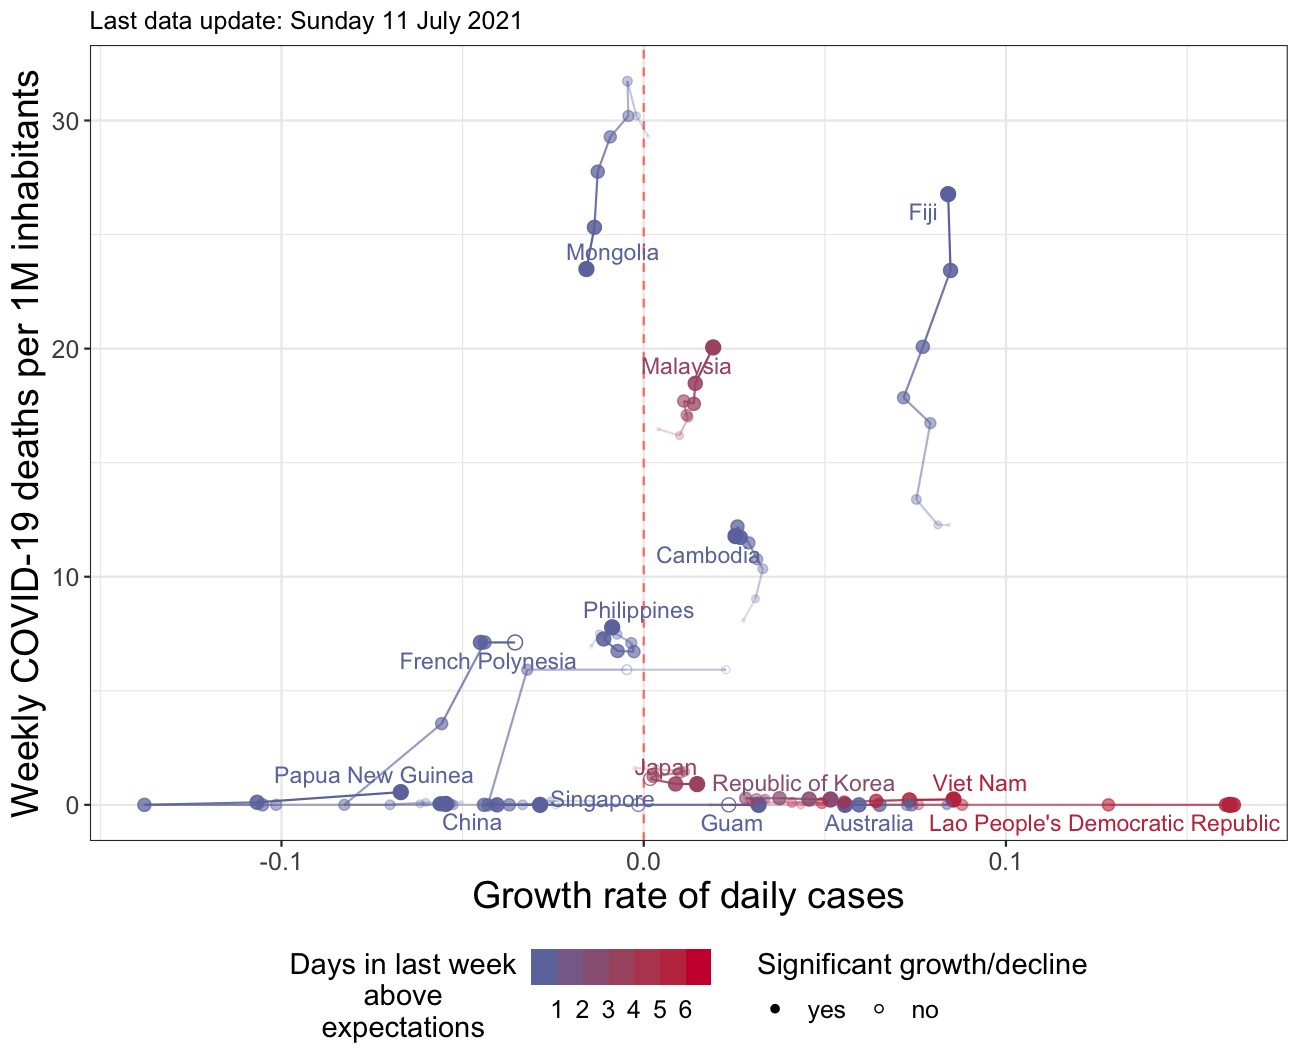 Last data update: Sunday 11 July 2021
Weekly COVID-19 deaths per 1M inhabitants
30
20
10
0
Fiji
Mongolia
Malaysia
Cambodia
Philippines
French Polynesia
Japan
Papua New Guinea
Republic of Korea
Viet Nam
Singapore
China
Guam
Australia
Lao People's Democratic Republic
-0.1
0.0
0.1
Growth rate of daily cases
Days in last week
above
expectations
1 2 3 4 5 6
Significant growth/decline
yes
no